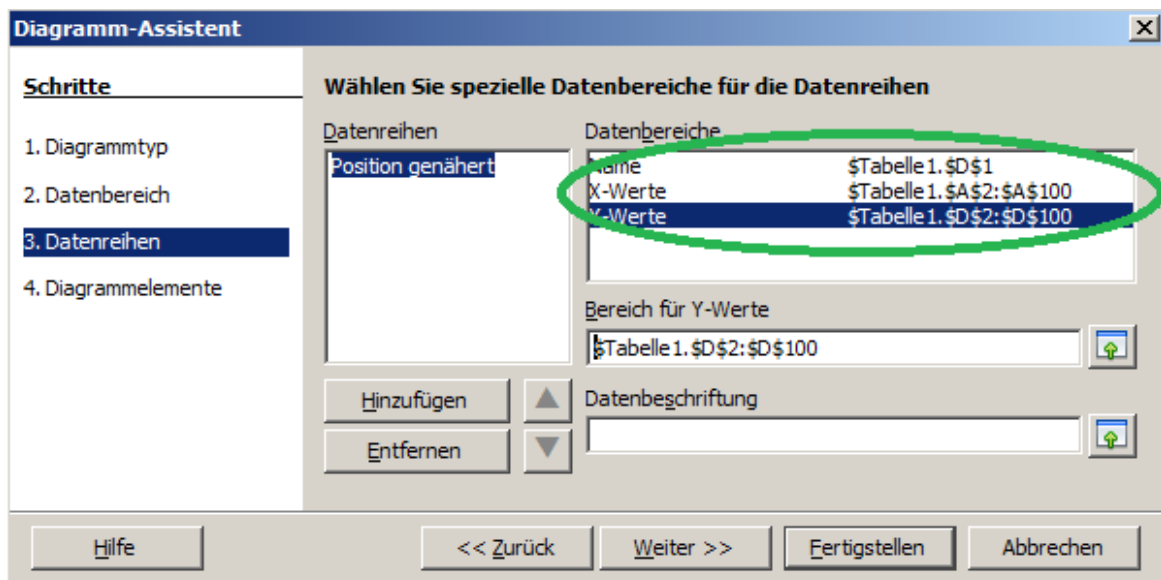 Diagramm-Assistent
Schritte
1. Diagrammtyp
2. Datenbereich
3. Datenreihen
4. Diagrammelemente
Wählen Sie spezielle Datenbereiche für die Datenreihen
Datenreihen
Position genähert
Hinzufügen
Entfernen
Datenbereiche
Name $Tabelle1.$D$1
X-Werte $Tabelle1.$A$2:$A$100
Y-Werte $Tabelle1.$D$2:$D$100
Bereich für Y-Werte
$Tabelle1.$D$2:$D$100
Datenbeschriftung
Hilfe
<< Zurück
Weiter >>
Fertigstellen
Abbrechen